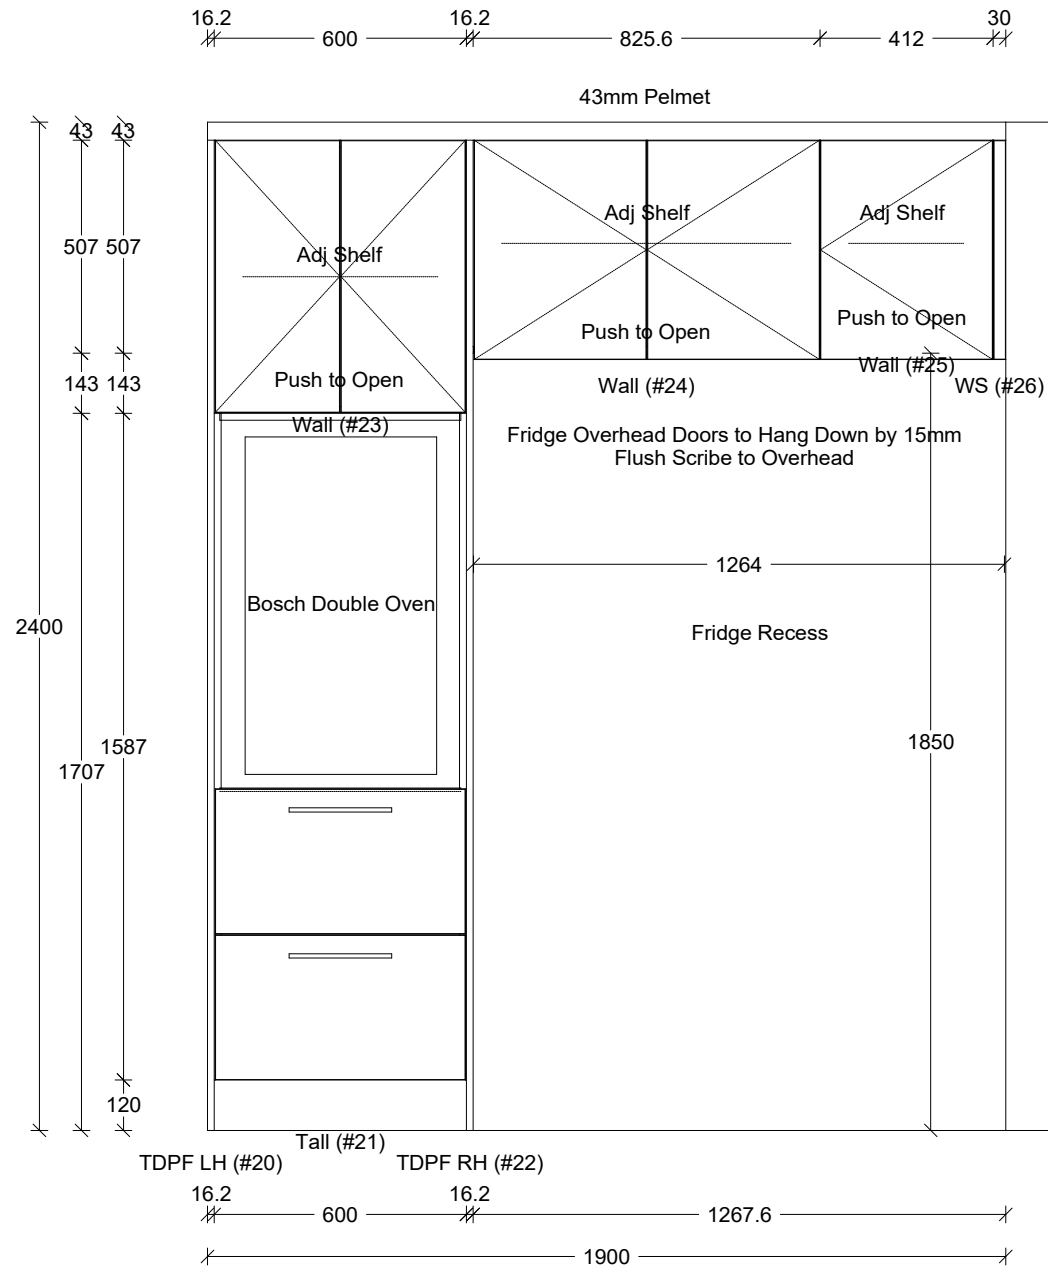 16.2
16.2
30
600
825.6
412
43mm Pelmet
43
43
Adj Shelf
Adj Shelf
507
507
Adj Shelf
Push to Open
Push to Open
Wall (#25)
143
143
Push to Open
Wall (#24)
WS (#26)
Wall (#23)
Fridge Overhead Doors to Hang Down by 15mm
Flush Scribe to Overhead
1264
Bosch Double Oven
2400
Fridge Recess
1587
1850
1707
120
Tall (#21)
TDPF LH (#20)
TDPF RH (#22)
16.2
16.2
600
1267.6
1900